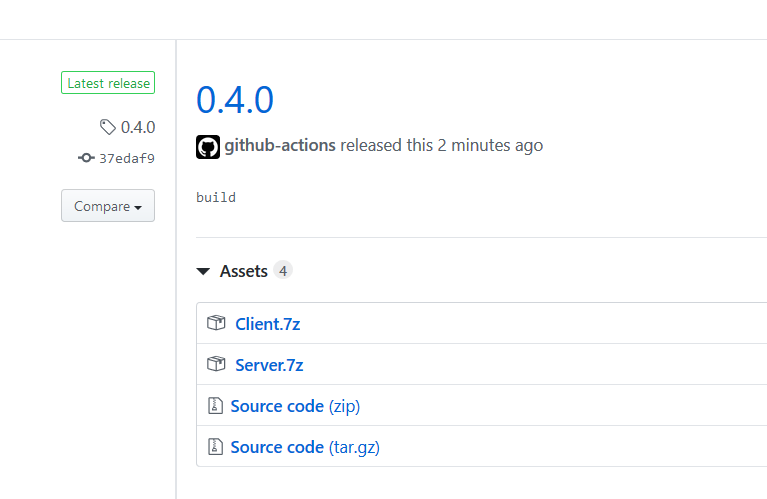 Latest release
0.4.0
37edaf9
Compare
0.4.0
github-actions released this 2 minutes ago
build
Assets 4
Client.7z
Server.7z
Source code (zip)
Source code (tar.gz)